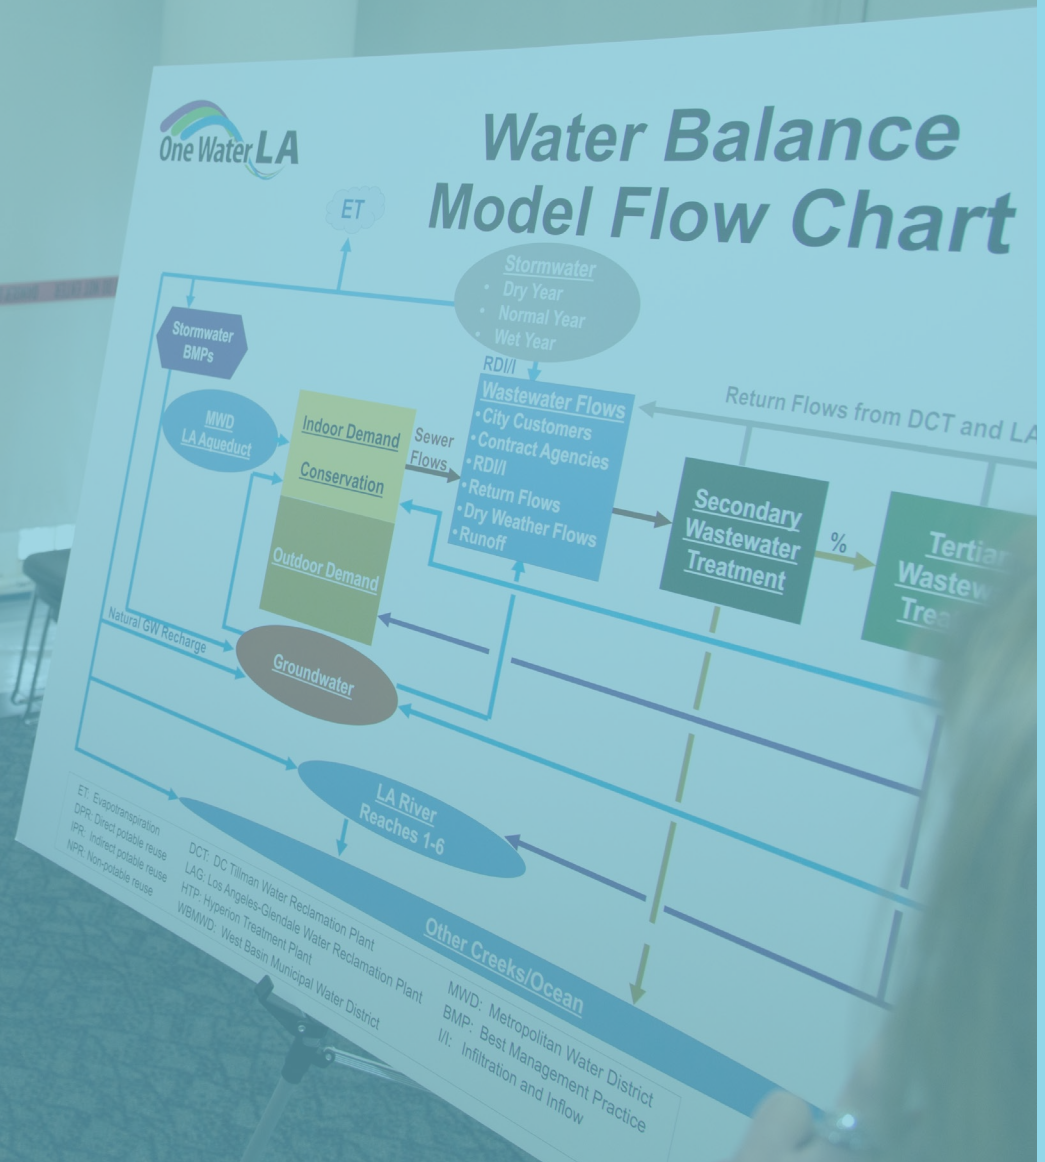 One Water LA
Water Balance
Model Flow Chart
ET
Stormwater
• Dry Year
• Normal Year
• Wet Year
Stormwater
BMPs
RDI/I
MWD
LA Aqueduct
Indoor Demand
Conservation
Outdoor Demand
Sewer
Flows
Wastewater Flows
• City Customers
• Contract Agencies
• RDI/I
• Return Flows
• Dry Weather Flows
• Runoff
Return Flows from DCT and
Secondary
Wastewater
Treatment
%
Natural GW Recharge
Groundwater
LA River
Reaches 1-6
Other Creeks/Ocean
ET: Evapotranspiration
DPR: Direct potable reuse
IPR: Indirect potable reuse
NPR: Non-potable reuse
DCT: DC Tillman Water Reclamation Plant
LAG: Los Angeles-Glendale Water Reclamation Plant
HTP: Hyperion Treatment Plant
WBMWD: West Basin Municipal Water District
MWD: Metropolitan Water District
BMP: Best Management Practice
I/I: Infiltration and Inflow